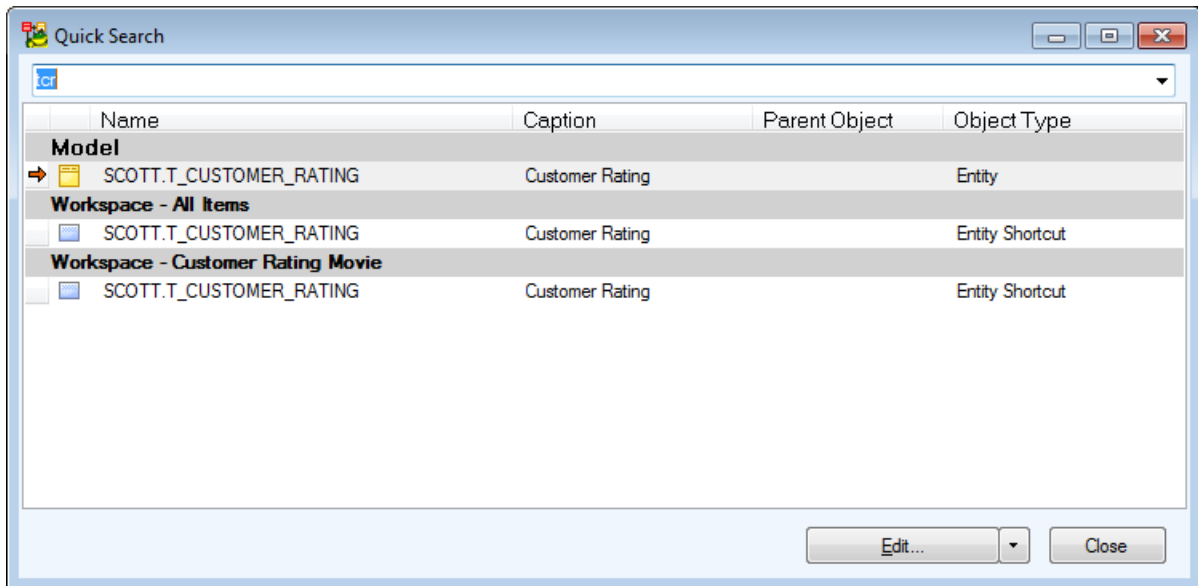 Quick Search
tcr
Name Caption Parent Object Object Type
Model
SCOTT.T_CUSTOMER_RATING Customer Rating Entity
Workspace - All Items
SCOTT.T_CUSTOMER_RATING Customer Rating Entity Shortcut
Workspace - Customer Rating Movie
SCOTT.T_CUSTOMER_RATING Customer Rating Entity Shortcut
Edit... Close